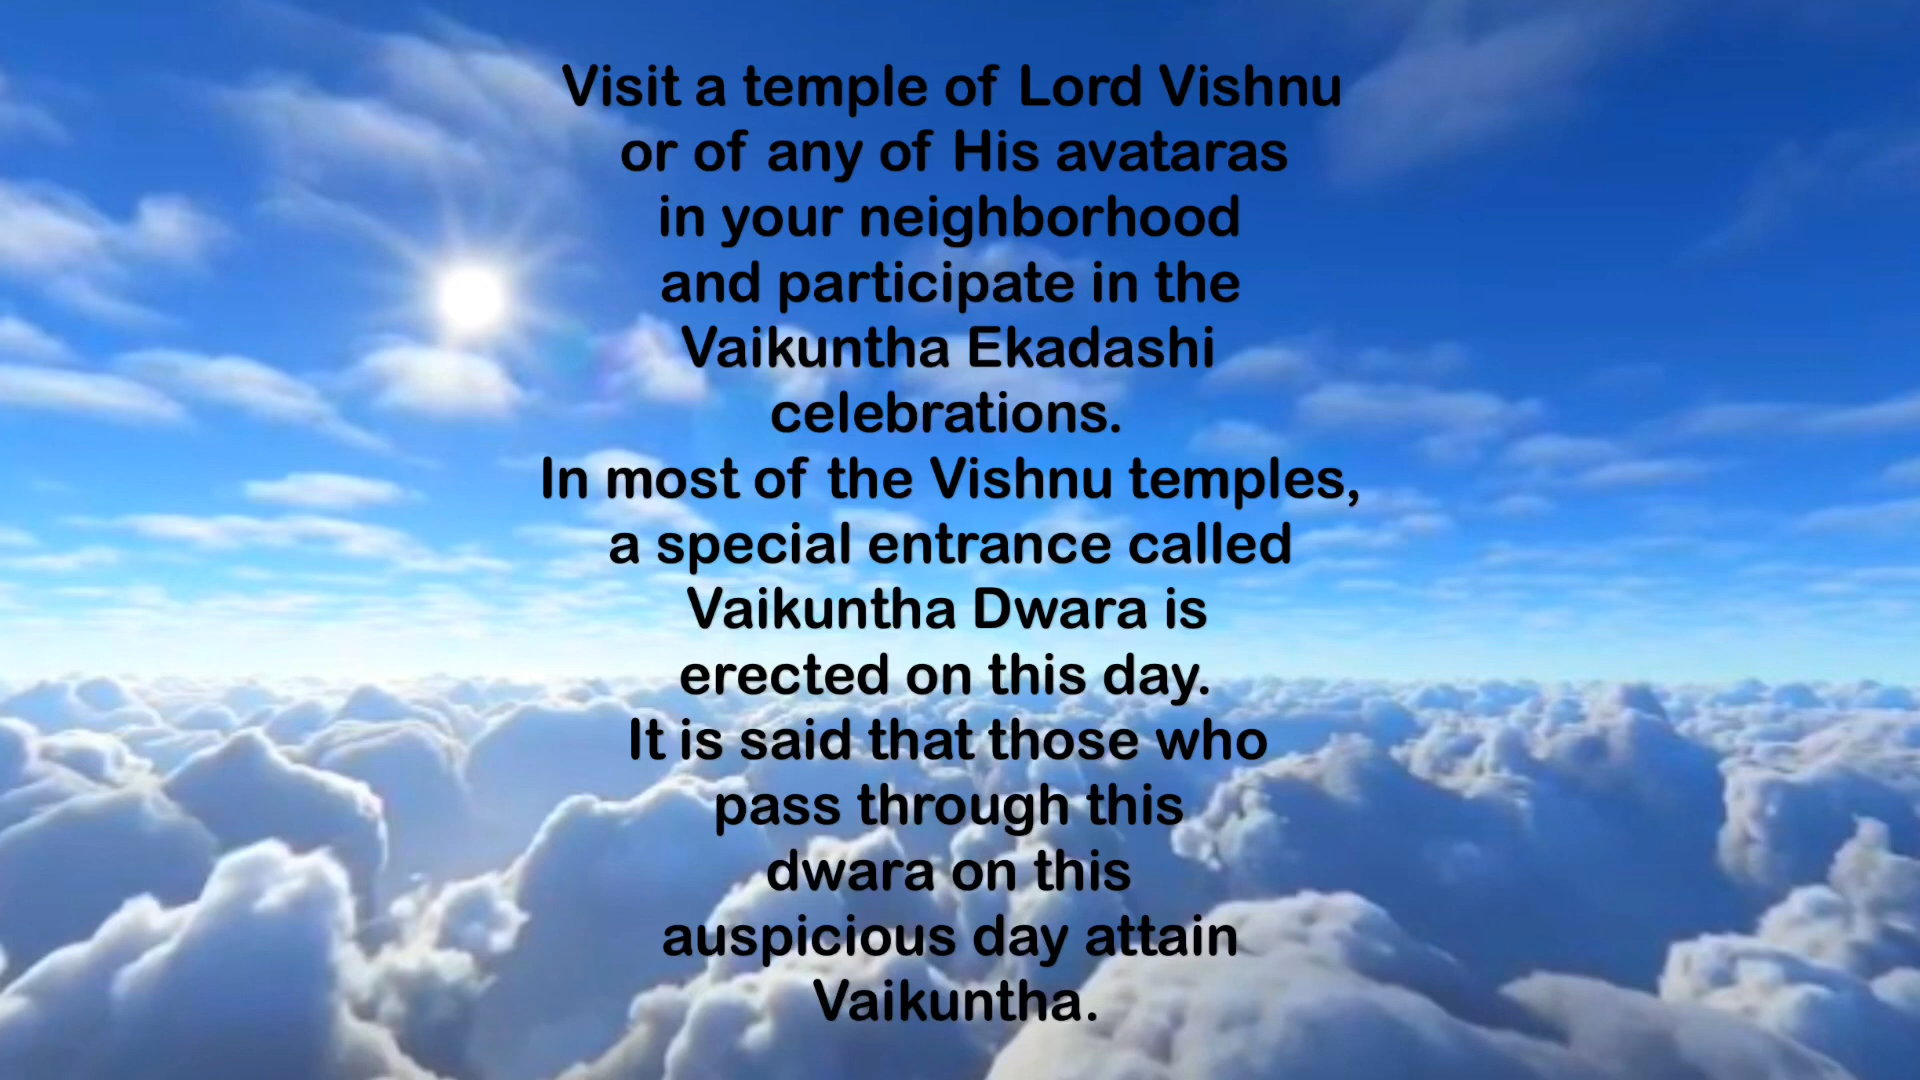 Visit a temple of Lord Vishnu
or of any of His avataras
in your neighborhood
and participate in the
Vaikuntha Ekadashi
celebrations.
In most of the Vishnu temples,
a special entrance called
Vaikuntha Dwara is
erected on this day.
It is said that those who
pass through this
dwara on this
auspicious day attain
Vaikuntha.